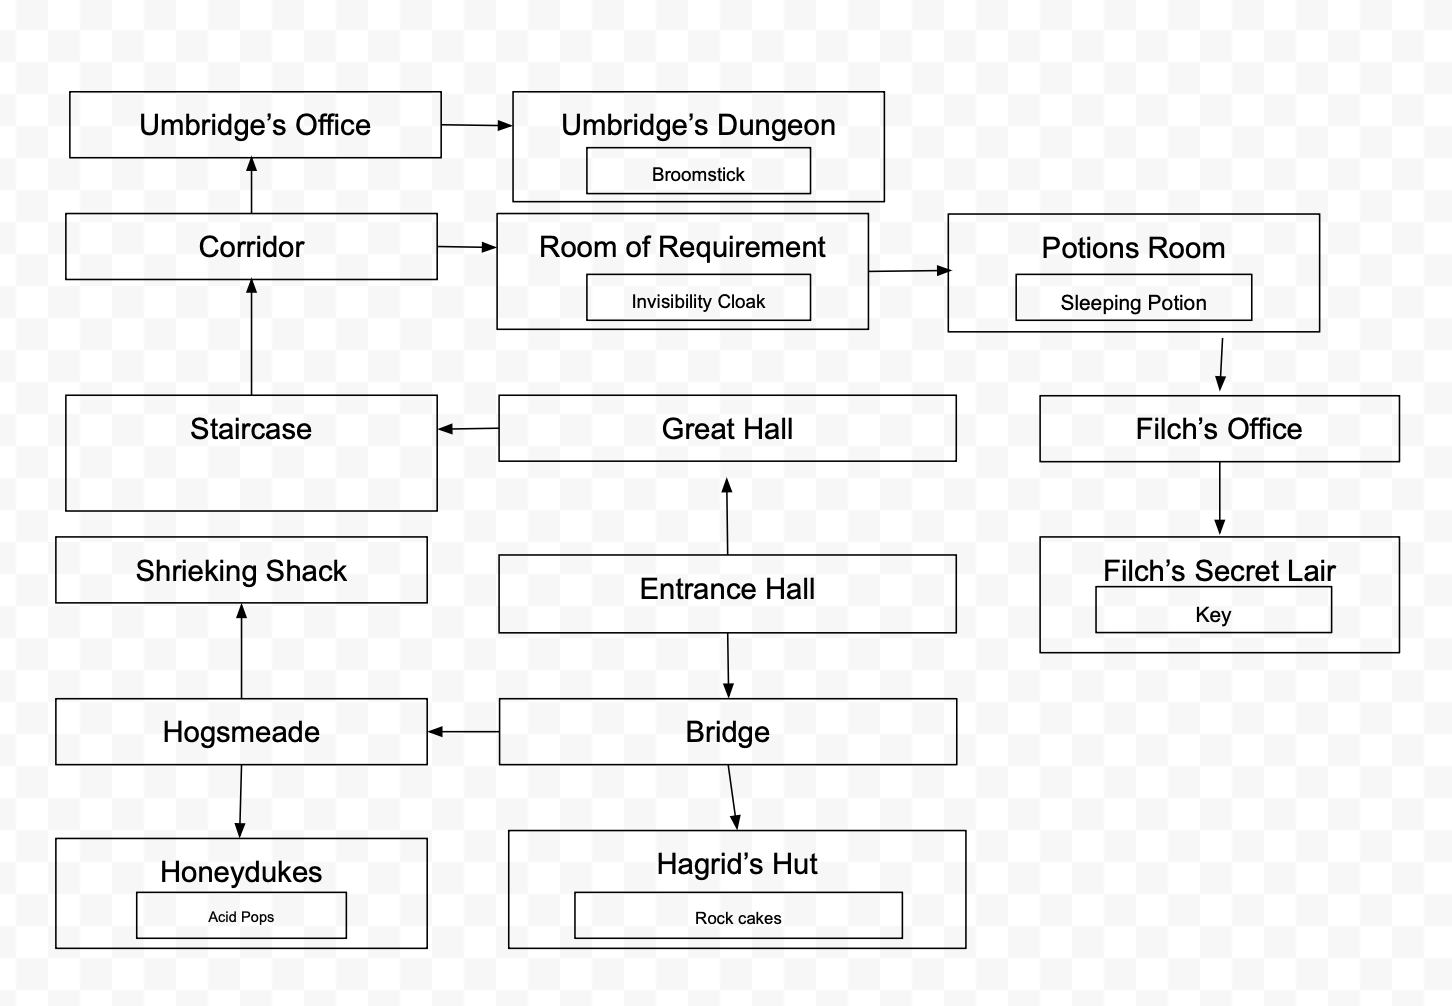 Umbridge’s Office
Umbridge’s Dungeon
Broomstick
Corridor
Room of Requirement
Invisibility Cloak
Potions Room
Sleeping Potion
Staircase
Great Hall
Filch’s Office
Shrieking Shack
Entrance Hall
Filch’s Secret Lair
Key
Hogsmeade
Bridge
Honeydukes
Acid Pops
Hagrid’s Hut
Rock cakes